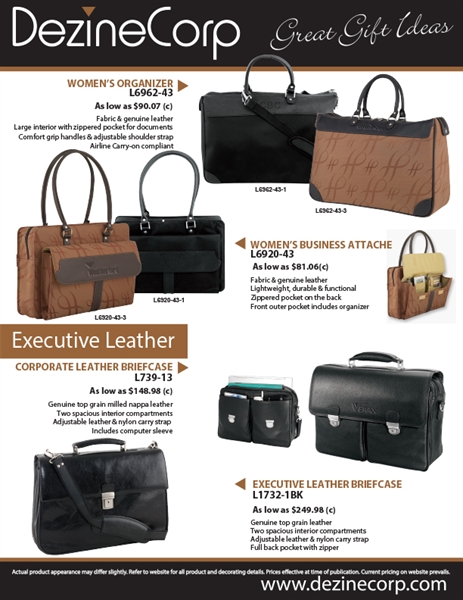 DezineCorp
Great Gift Ideas
WOMEN'S ORGANIZER
L6962-43
As low as $90.07 (c)
Fabric & genuine leather
Large interior with zippered pocket for documents
Comfort grip handles & adjustable shoulder strap
Airline Carry-on compliant
L6962-43-1
L6962-43-3
WOMEN'S BUSINESS ATTACHE
L6920-43
As low as $81.06(c)
Fabric & genuine leather
Lightweight, durable & functional
Zippered pocket on the back
Front outer pocket includes organizer
L6920-43-1
L6920-43-3
Executive Leather
CORPORATE LEATHER BRIEFCASE
L739-13
As low as $148.98 (c)
Genuine top grain milled nappa leather
Two spacious interior compartments
Adjustable leather & nylon carry strap
Includes computer sleeve
EXECUTIVE LEATHER BRIEFCASE
L1732-1BK
As low as $249.98 (c)
Genuine top grain leather
Two spacious interior compartments
Adjustable leather & nylon carry strap
Full back pocket with zipper
Actual product appearance may differ slightly. Refer to website for all product and decorating details. Prices effective at time of publication. Current pricing on website prevails.
www.dezinecorp.com